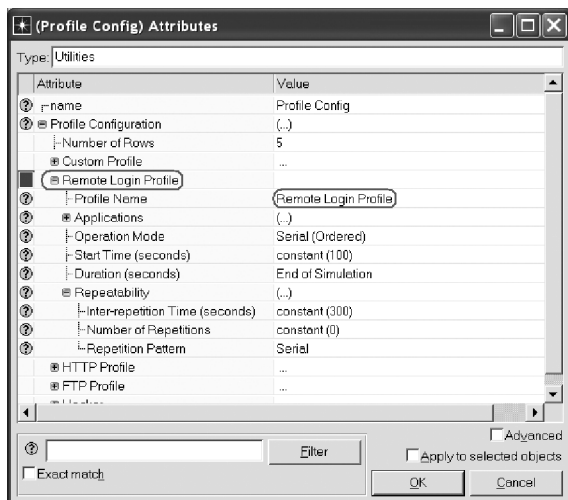 (Profile Config) Attributes
Type: Utilities
Attribute Value
name Profile Config
Profile Configuration (...)
Number of Rows 5
Custom Profile ...
Remote Login Profile
Profile Name Remote Login Profile
Applications (...)
Operation Mode Serial (Ordered)
Start Time (seconds) constant (100)
Duration (seconds) End of Simulation
Repeatability (...)
Inter-repetition Time (seconds) constant (300)
Number of Repetitions constant (0)
Repetition Pattern Serial
HTTP Profile ...
FTP Profile ...
Advanced
Filter
Apply to selected objects
Exact match
OK Cancel